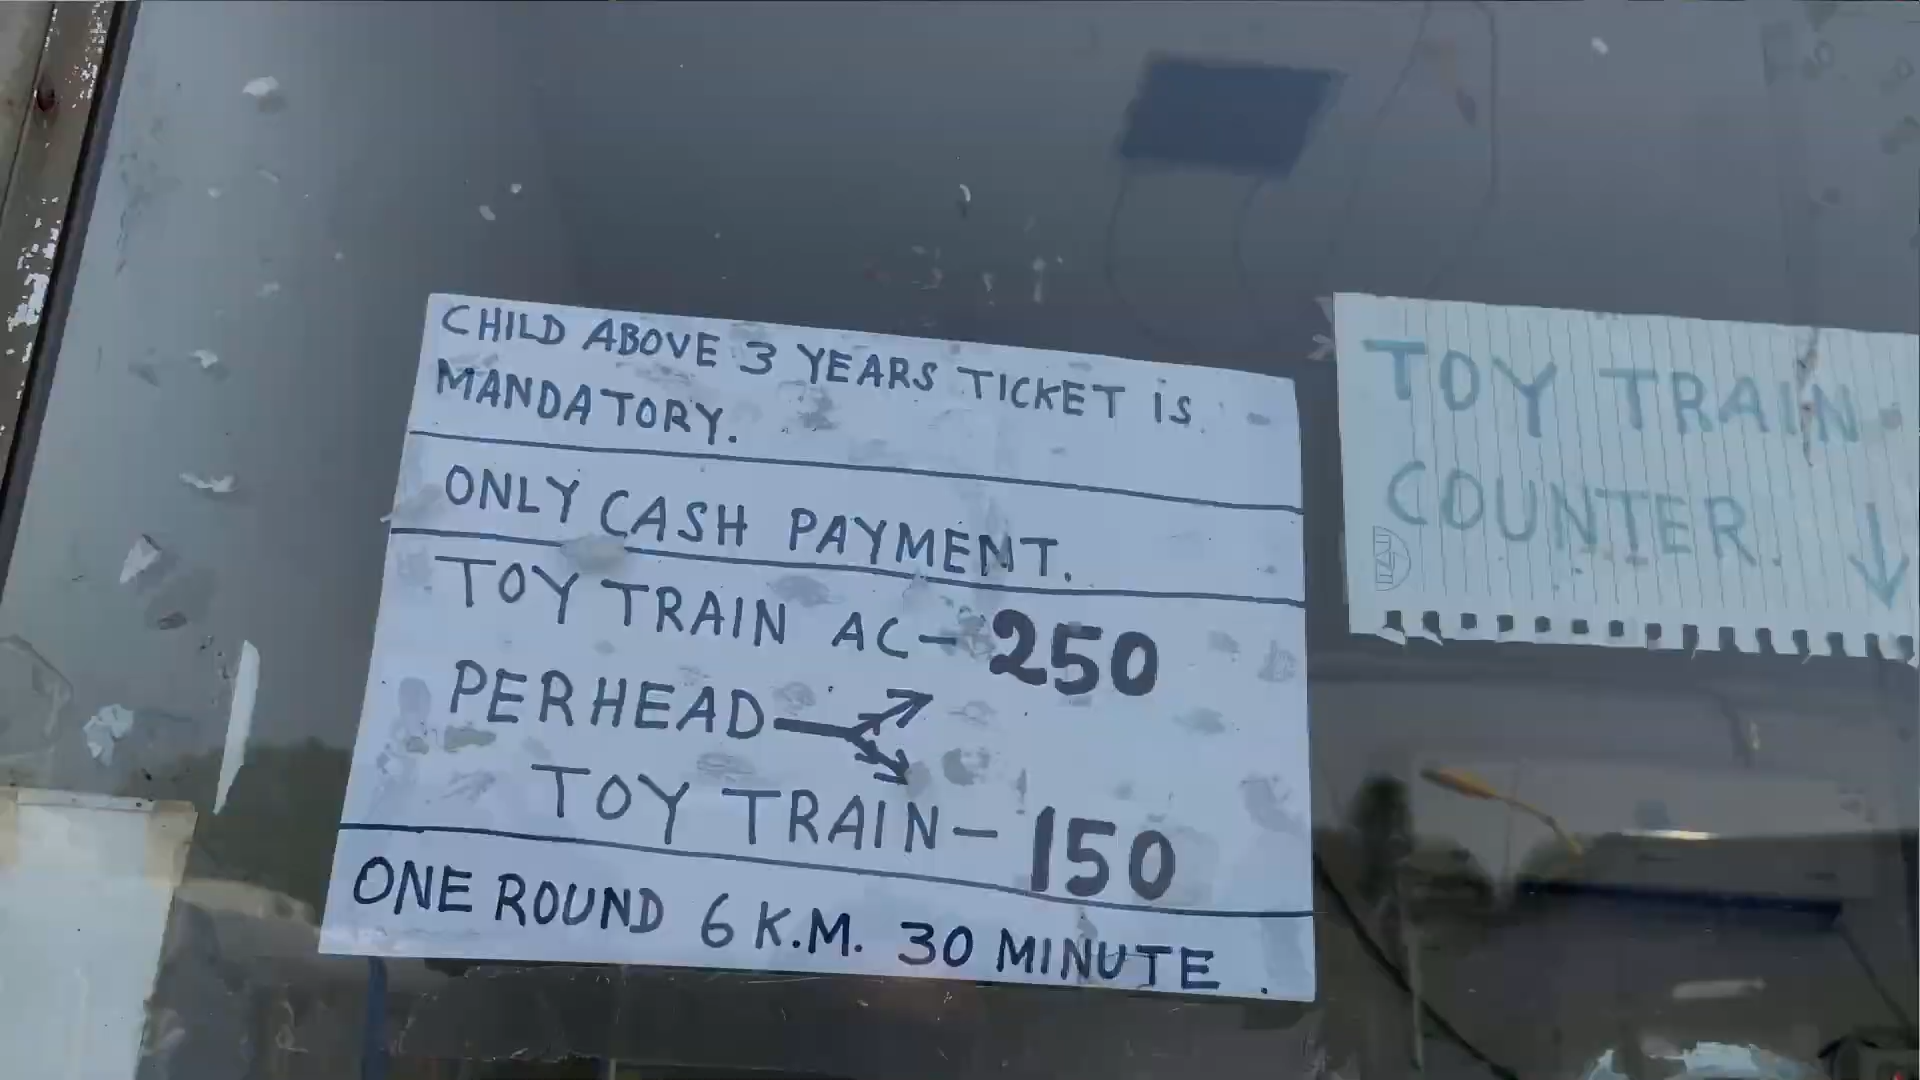 CHILD ABOVE 3 YEARS TICKET IS
MANDATORY.
ONLY CASH PAYMENT.
TOY TRAIN AC - 250
PERHEAD
TOY TRAIN - 150
ONE ROUND 6 K.M. 30 MINUTE.
TOY TRAIN
COUNTER.